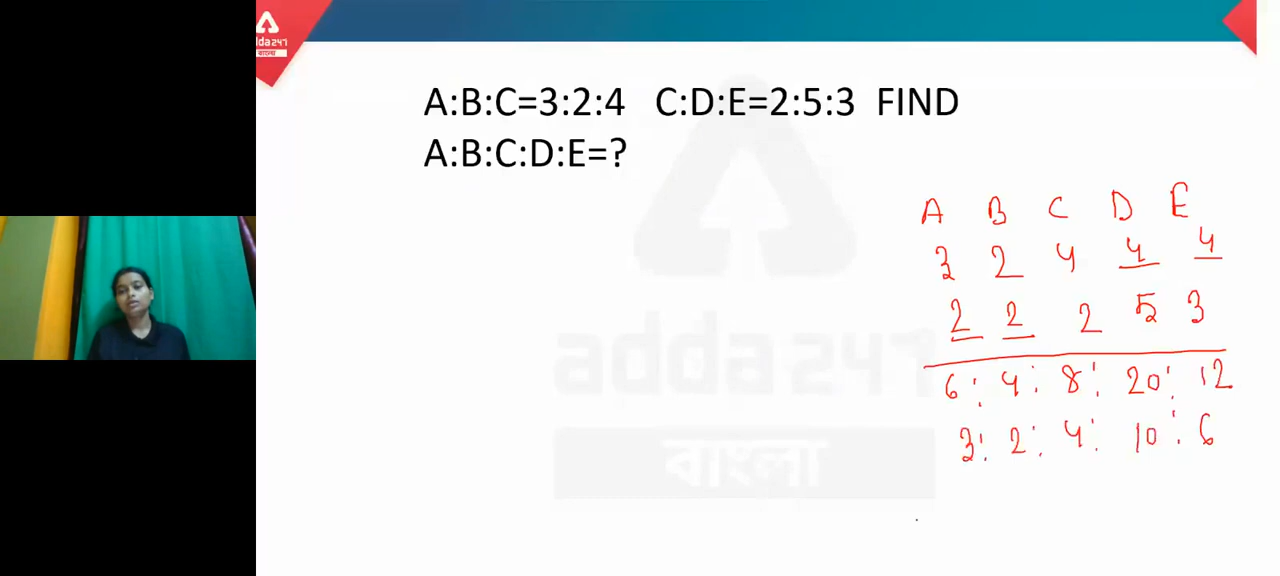 adda247
বাংলা
A:B:C=3:2:4 C:D:E=2:5:3 FIND
A:B:C:D:E=?
A B C D E
3 2 4 4 4
2 2 2 5 3
6 : 4 : 8 : 20 : 12
3 : 2 : 4 : 10 : 6
adda247
বাংলা